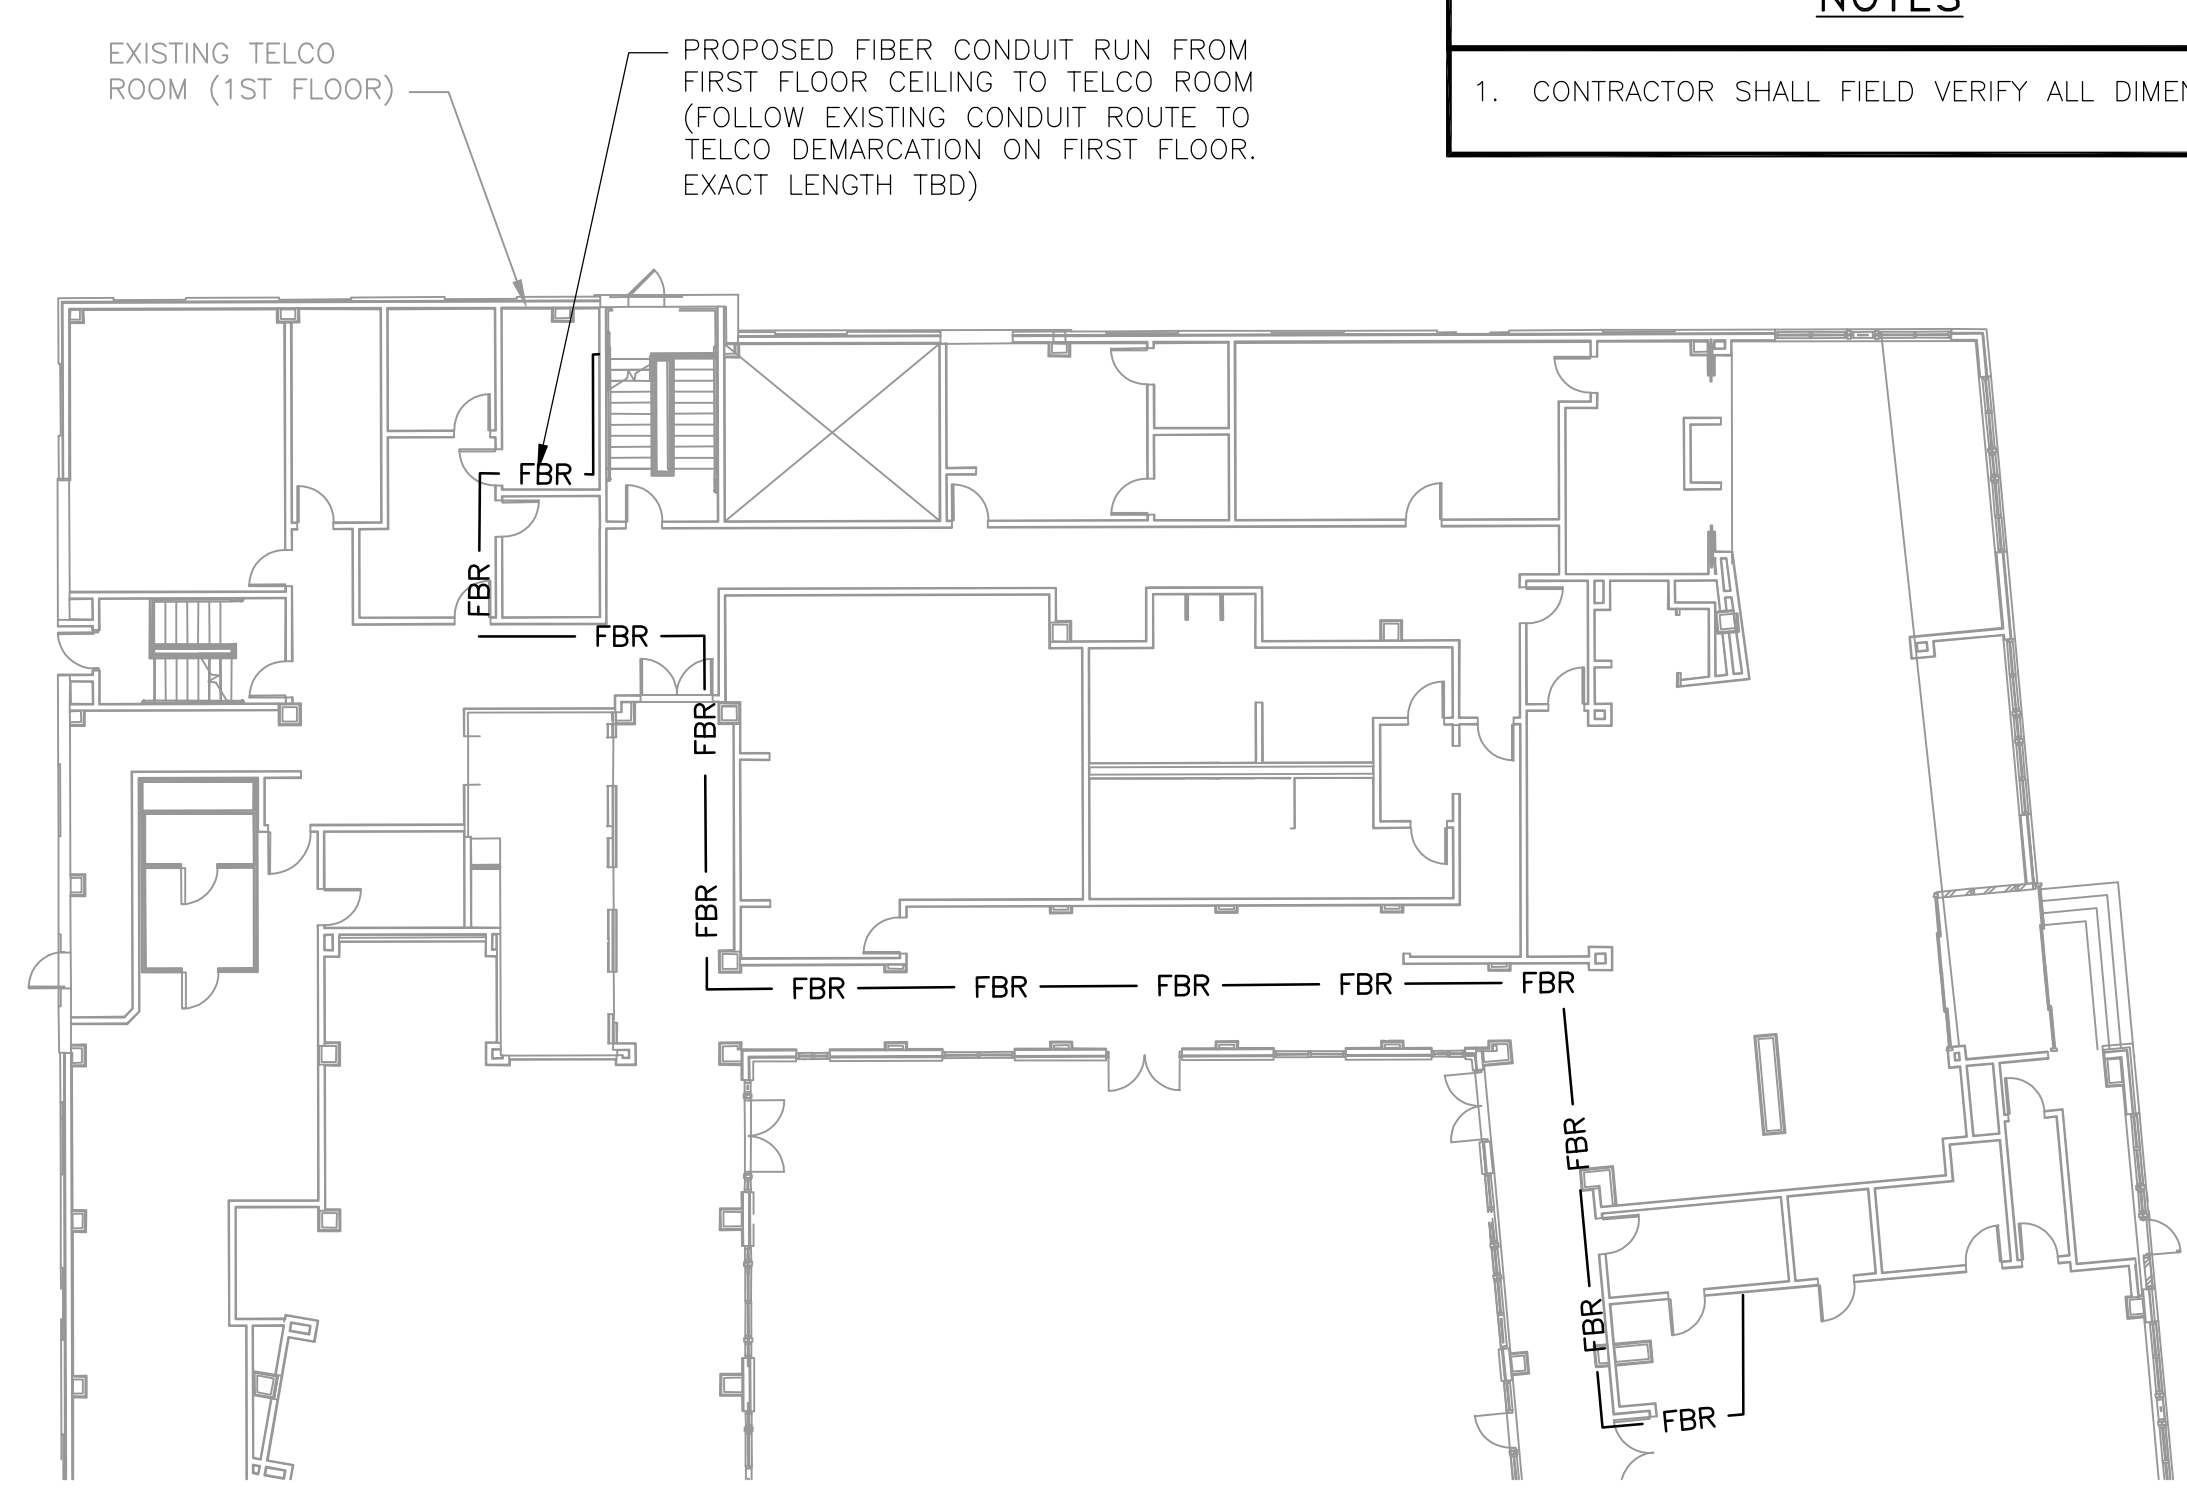 NOTES
EXISTING TELCO
ROOM (1ST FLOOR)
PROPOSED FIBER CONDUIT RUN FROM
FIRST FLOOR CEILING TO TELCO ROOM
(FOLLOW EXISTING CONDUIT ROUTE TO
TELCO DEMARCATION ON FIRST FLOOR.
EXACT LENGTH TBD)
1. CONTRACTOR SHALL FIELD VERIFY ALL
FBR
FBR
FBR
FBR
FBR
FBR
FBR
FBR
FBR
FBR
FBR
FBR
FBR